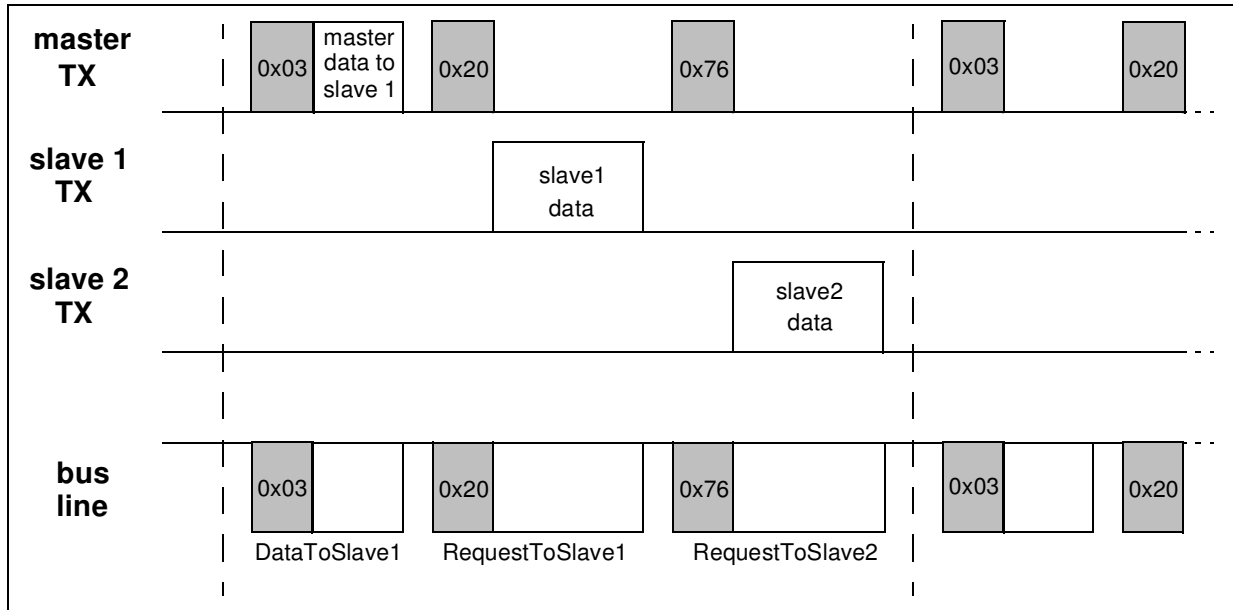 master
TX
0x03
master
data to
slave 1
0x20
0x76
0x03
0x20
slave 1
TX
slave1
data
slave 2
TX
slave2
data
bus
line
0x03
0x20
0x76
0x03
0x20
DataToSlave1
RequestToSlave1
RequestToSlave2